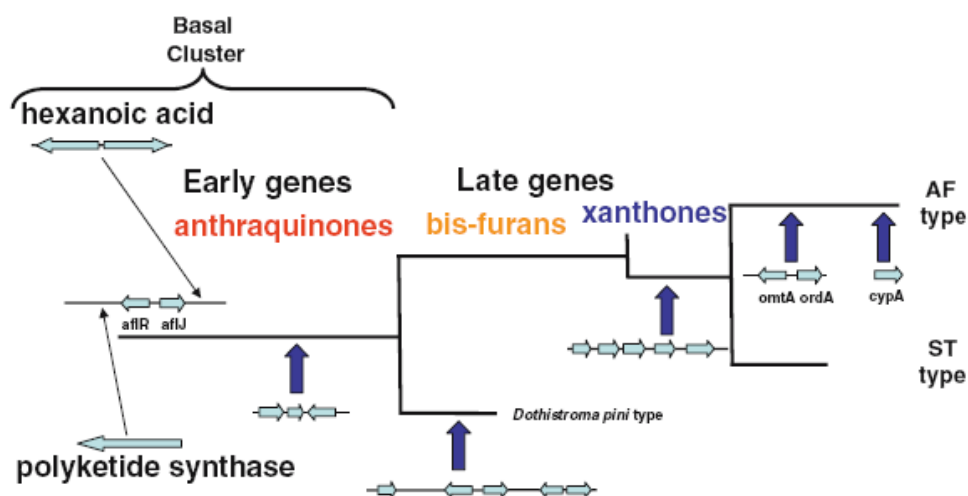 Basal
Cluster
hexanoic acid
Early genes
anthraquinones
Late genes
bis-furans
xanthones
AF
type
omtA ordA
cypA
aflR aflJ
ST
type
Dothistroma pini type
polyketide synthase